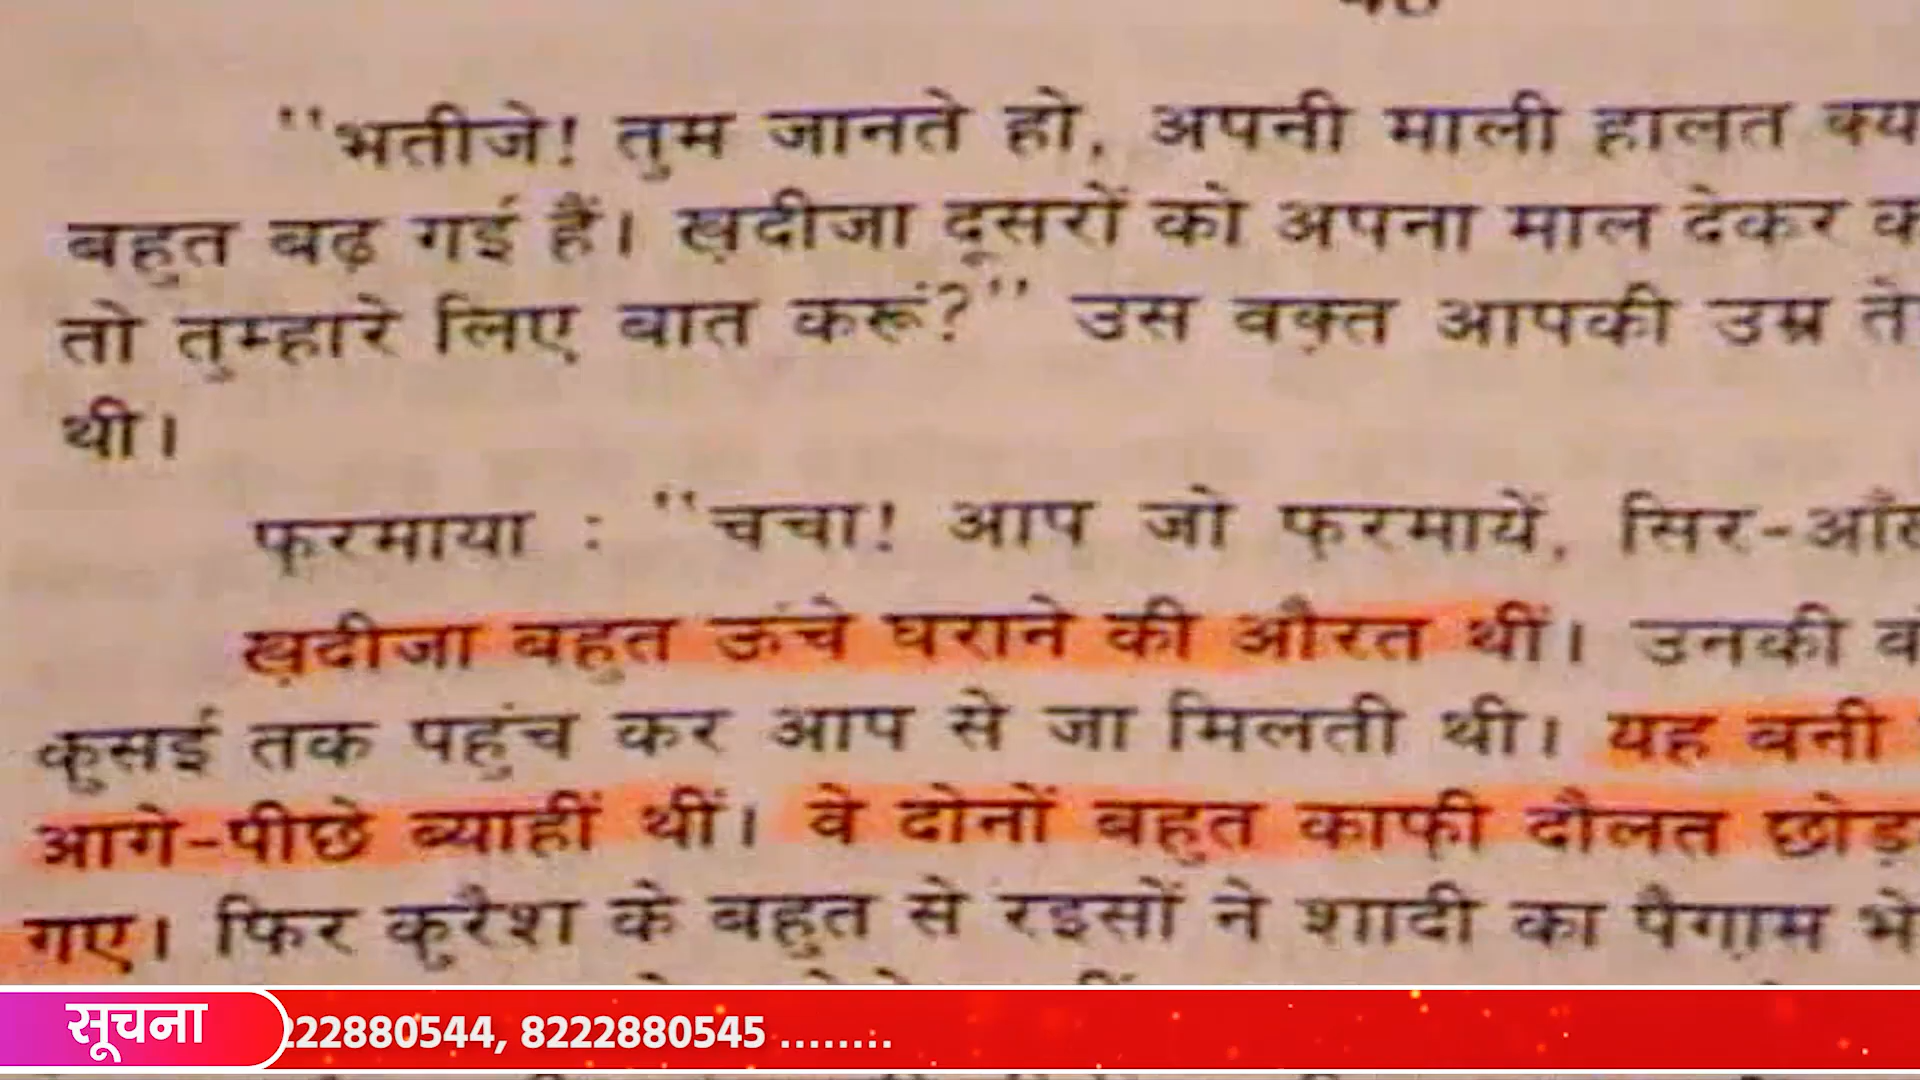 "भतीजे! तुम जानते हो, अपनी माली हालत
बहुत बढ़ गई हैं। ख़दीजा दूसरों को अपना माल देकर
तो तुम्हारे लिए बात करूं?" उस वक़्त आपकी उम्र
थी।
फ़रमाया : "चचा! आप जो फ़रमायें, सिर-
ख़दीजा बहुत ऊंचे घराने की औरत थीं। उनकी
कुसई तक पहुंच कर आप से जा मिलती थी। यह बनी
आगे-पीछे ब्याहीं थीं। वे दोनों बहुत काफ़ी दौलत छोड़
गए। फिर कुरैश के बहुत से रइसों ने शादी का पैग़ाम
सूचना
222880544, 8222880545 ........